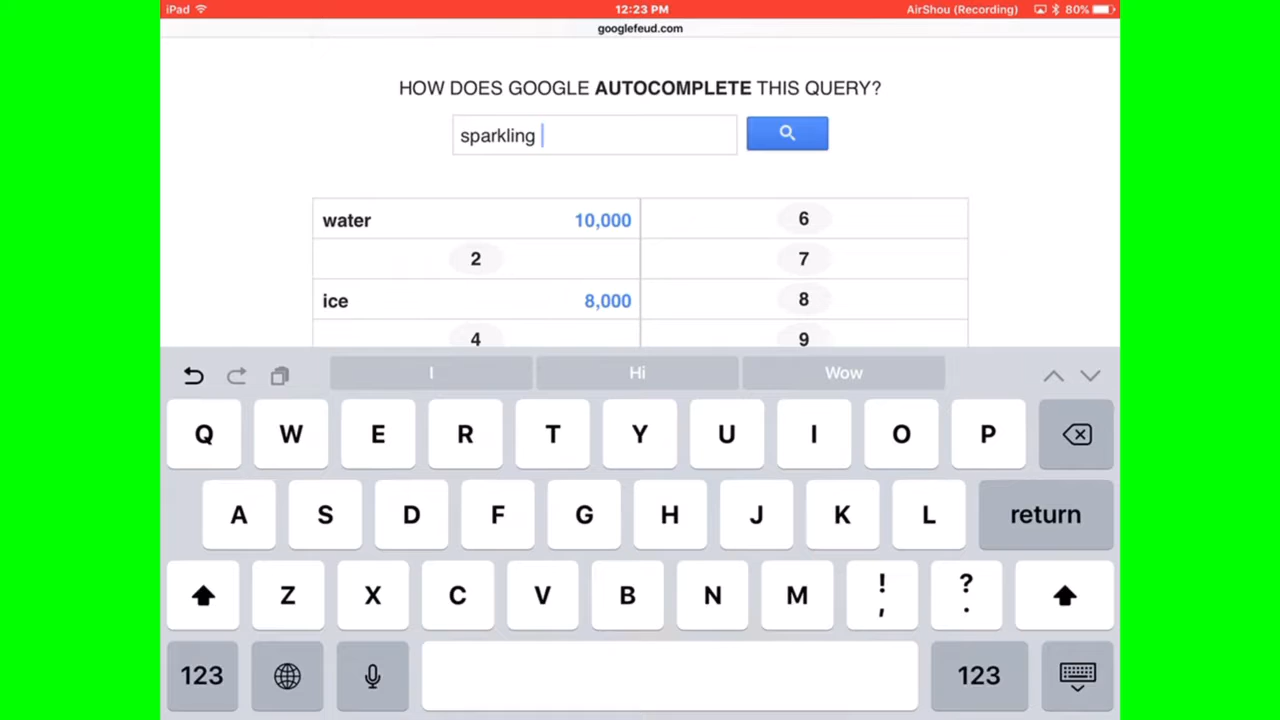 iPad 12:23 PM AirShou (Recording) 80%
googlefeud.com
HOW DOES GOOGLE AUTOCOMPLETE THIS QUERY?
sparkling
water 10,000 6
2 7
ice 8,000 8
4 9
I Hi Wow
Q W E R T Y U I O P
A S D F G H J K L return
Z X C V B N M ! , ? .
123 123